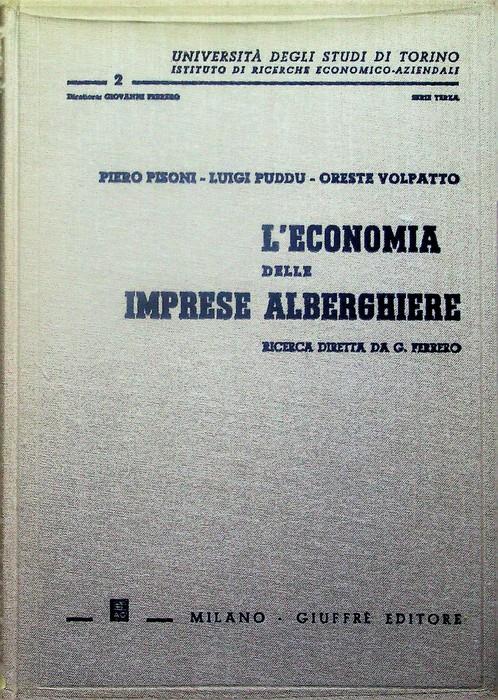 UNIVERSITÀ DEGLI STUDI DI TORINO
ISTITUTO DI RICERCHE ECONOMICO-AZIENDALI
2
Direttore: GIOVANNI FERRERO SERIE TERZA
PIERO PISONI - LUIGI PUDDU - ORESTE VOLPATTO
L'ECONOMIA
DELLE
IMPRESE ALBERGHIERE
RICERCA DIRETTA DA G. FERRERO
MILANO - GIUFFRÈ EDITORE